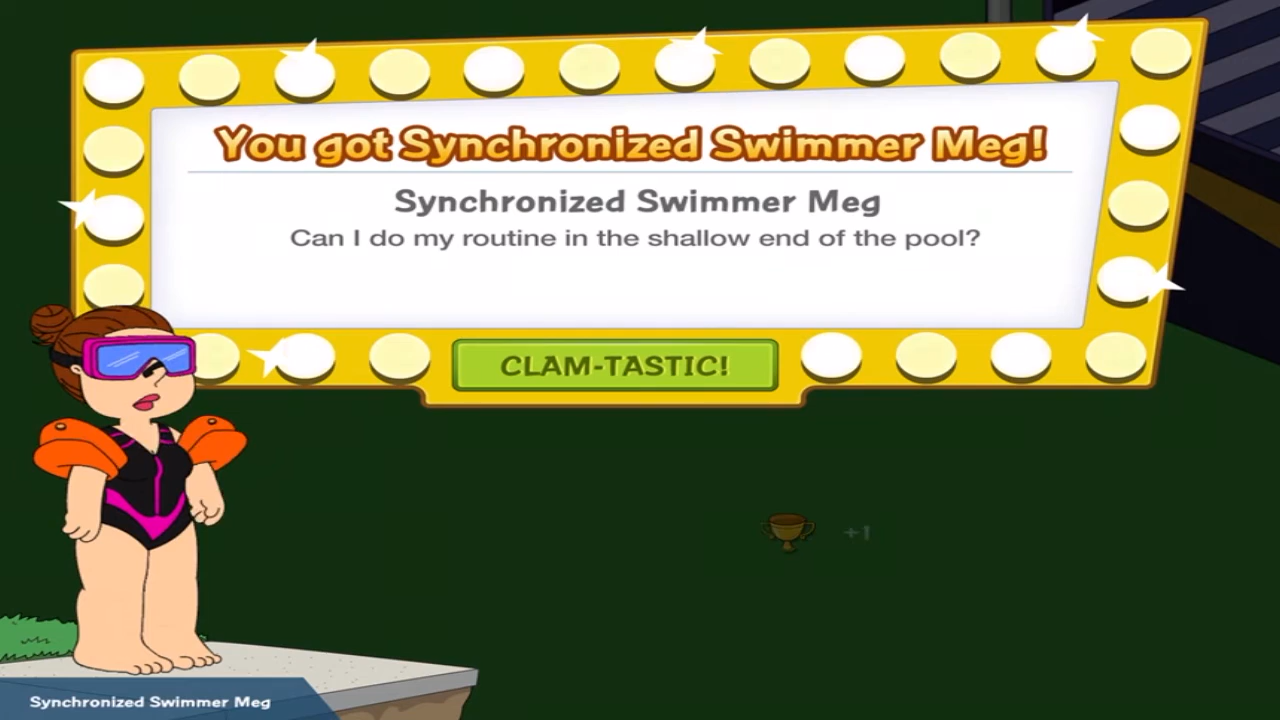 You got Synchronized Swimmer Meg!
Synchronized Swimmer Meg
Can I do my routine in the shallow end of the pool?
CLAM-TASTIC!
+1
Synchronized Swimmer Meg